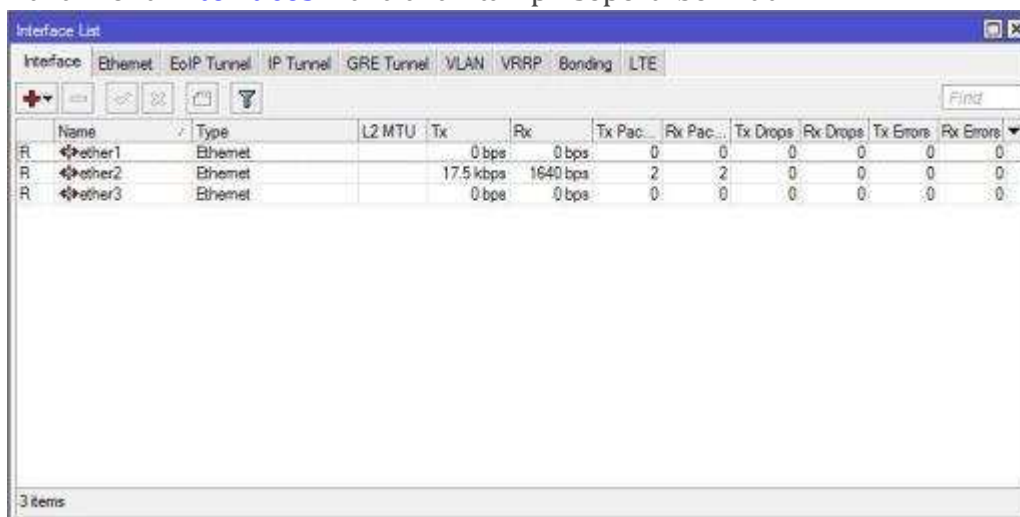 Interface List
Interface Ethernet EoIP Tunnel IP Tunnel GRE Tunnel VLAN VRRP Bonding LTE
Find
Name Type L2 MTU Tx Rx Tx Pac... Rx Pac... Tx Drops Rx Drops Tx Errors Rx Errors
R ether1 Ethernet 0 bps 0 bps 0 0 0 0 0 0
R ether2 Ethernet 17.5 kbps 1640 bps 2 2 0 0 0 0
R ether3 Ethernet 0 bps 0 bps 0 0 0 0 0 0
3 items